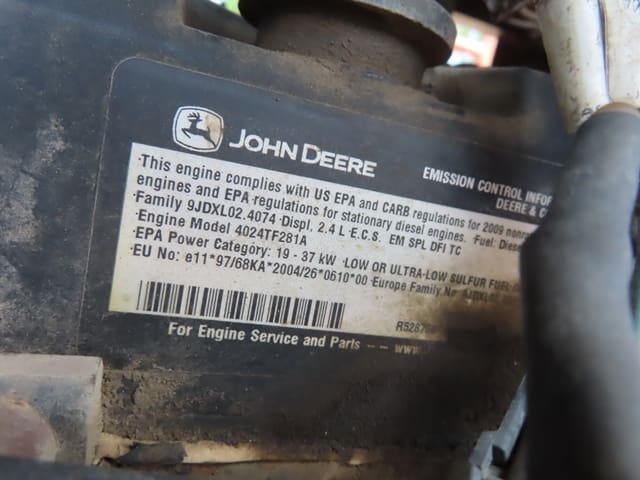 JOHN DEERE
EMISSION CONTROL
DEERE &
·This engine complies with US EPA and CARB regulations for 2009
engines and EPA regulations for stationary diesel engines. ·Fuel:
·Family 9JDXL02.4074 ·Displ. 2.4 L·E.C.S. EM SPL DFI TC
·Engine Model 4024TF281A
·EPA Power Category: 19 - 37 kW ·LOW OR ULTRA-LOW SULFUR FUEL
·EU No: e11*97/68KA*2004/26*0610*00·Europe Family No.
For Engine Service and Parts -- --